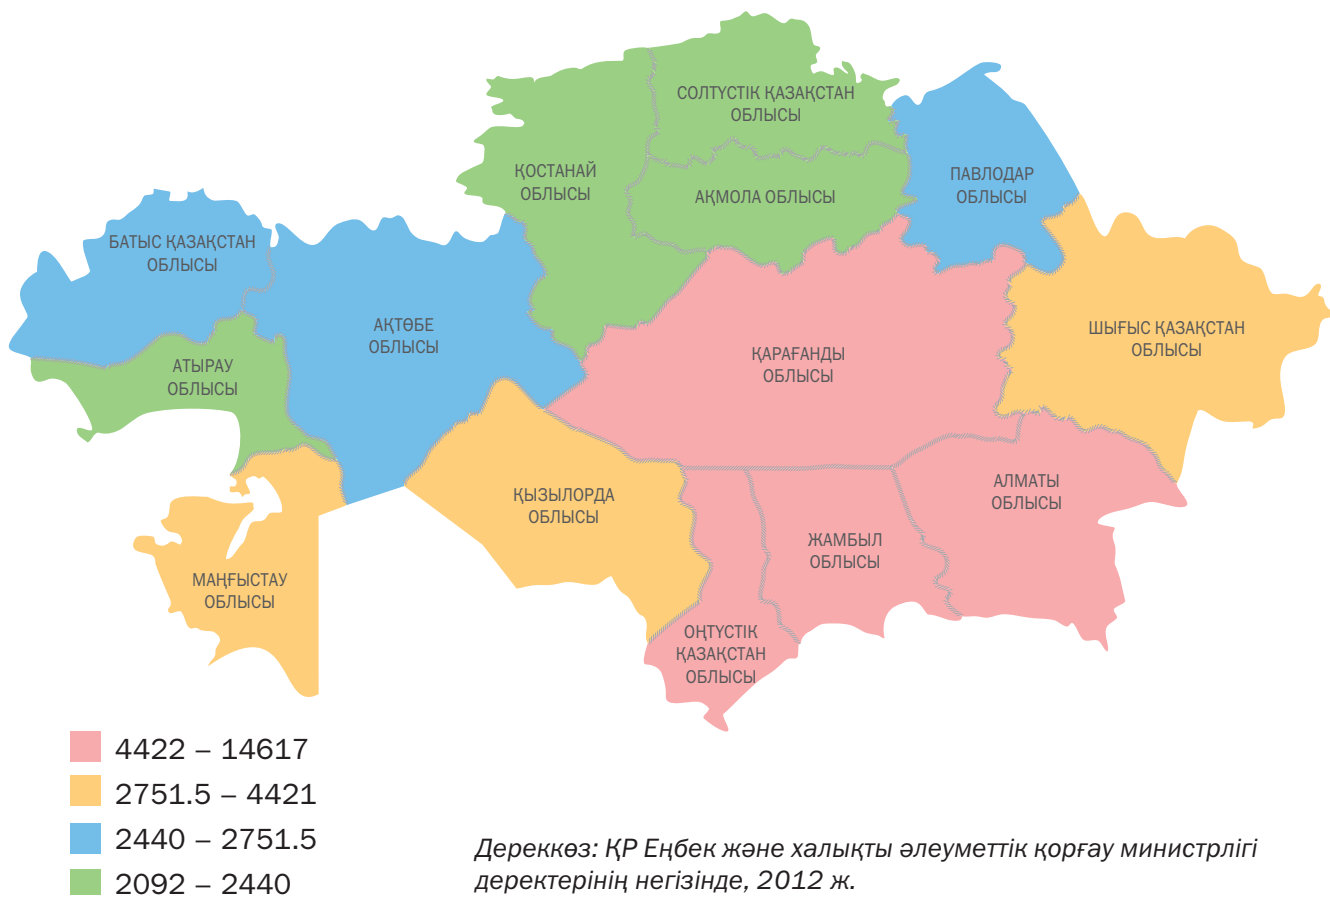 СОЛТҮСТІК ҚАЗАҚСТАН
ОБЛЫСЫ
ҚОСТАНАЙ
ОБЛЫСЫ
АҚМОЛА ОБЛЫСЫ
ПАВЛОДАР
ОБЛЫСЫ
БАТЫС ҚАЗАҚСТАН
ОБЛЫСЫ
АҚТӨБЕ
ОБЛЫСЫ
АТЫРАУ
ОБЛЫСЫ
ҚАРАҒАНДЫ
ОБЛЫСЫ
ШЫҒЫС ҚАЗАҚСТАН
ОБЛЫСЫ
ҚЫЗЫЛОРДА
ОБЛЫСЫ
АЛМАТЫ
ОБЛЫСЫ
ЖАМБЫЛ
ОБЛЫСЫ
МАҢҒЫСТАУ
ОБЛЫСЫ
ОҢТҮСТІК
ҚАЗАҚСТАН
ОБЛЫСЫ
4422 – 14617
2751.5 – 4421
2440 – 2751.5
2092 – 2440
Дереккөз: ҚР Еңбек және халықты әлеуметтік қорғау министрлігі
деректерінің негізінде, 2012 ж.